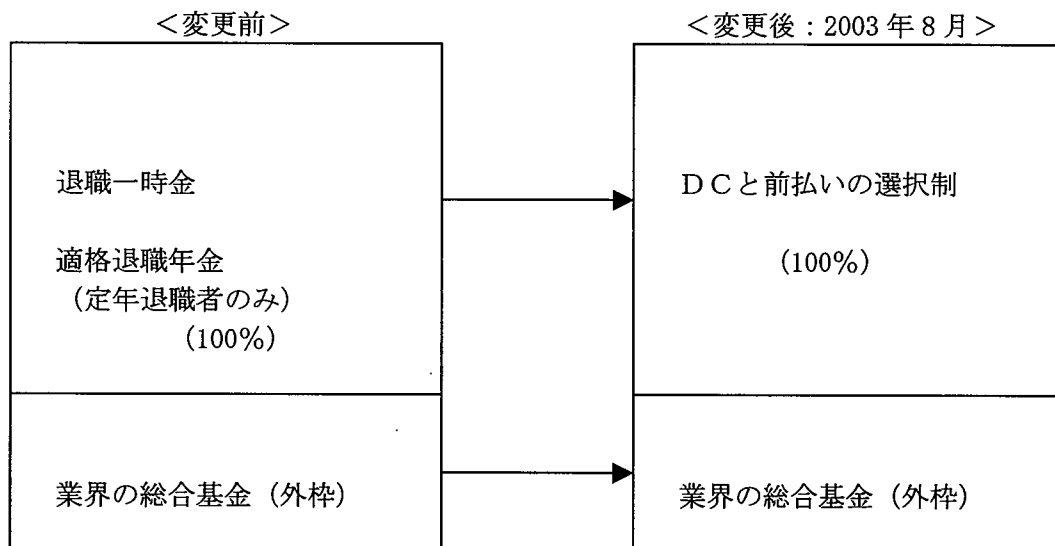 ＜変更前＞
退職一時金
適格退職年金
（定年退職者のみ）
（100%）
業界の総合基金（外枠）
＜変更後：2003年8月＞
ＤＣと前払いの選択制
（100%）
業界の総合基金（外枠）